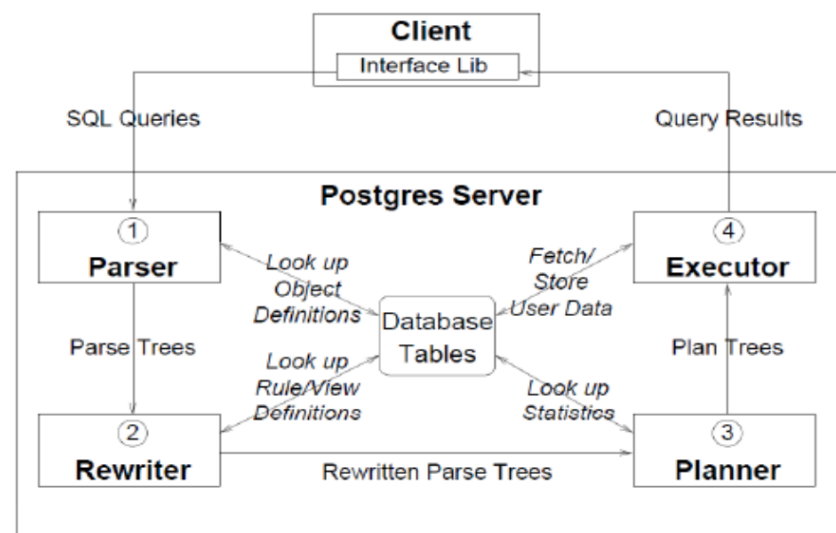 Client
Interface Lib
SQL Queries
Query Results
Postgres Server
1
Parser
4
Executor
Look up
Object
Definitions
Fetch/
Store
User Data
Database
Tables
Parse Trees
Plan Trees
Look up
Rule/View
Definitions
Look up
Statistics
2
Rewriter
Rewritten Parse Trees
3
Planner